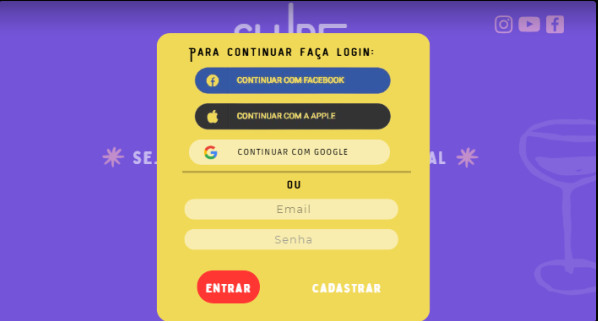 PARA CONTINUAR FAÇA LOGIN:
CONTINUAR COM FACEBOOK
CONTINUAR COM A APPLE
CONTINUAR COM GOOGLE
OU
Email
Senha
ENTRAR CADASTRAR